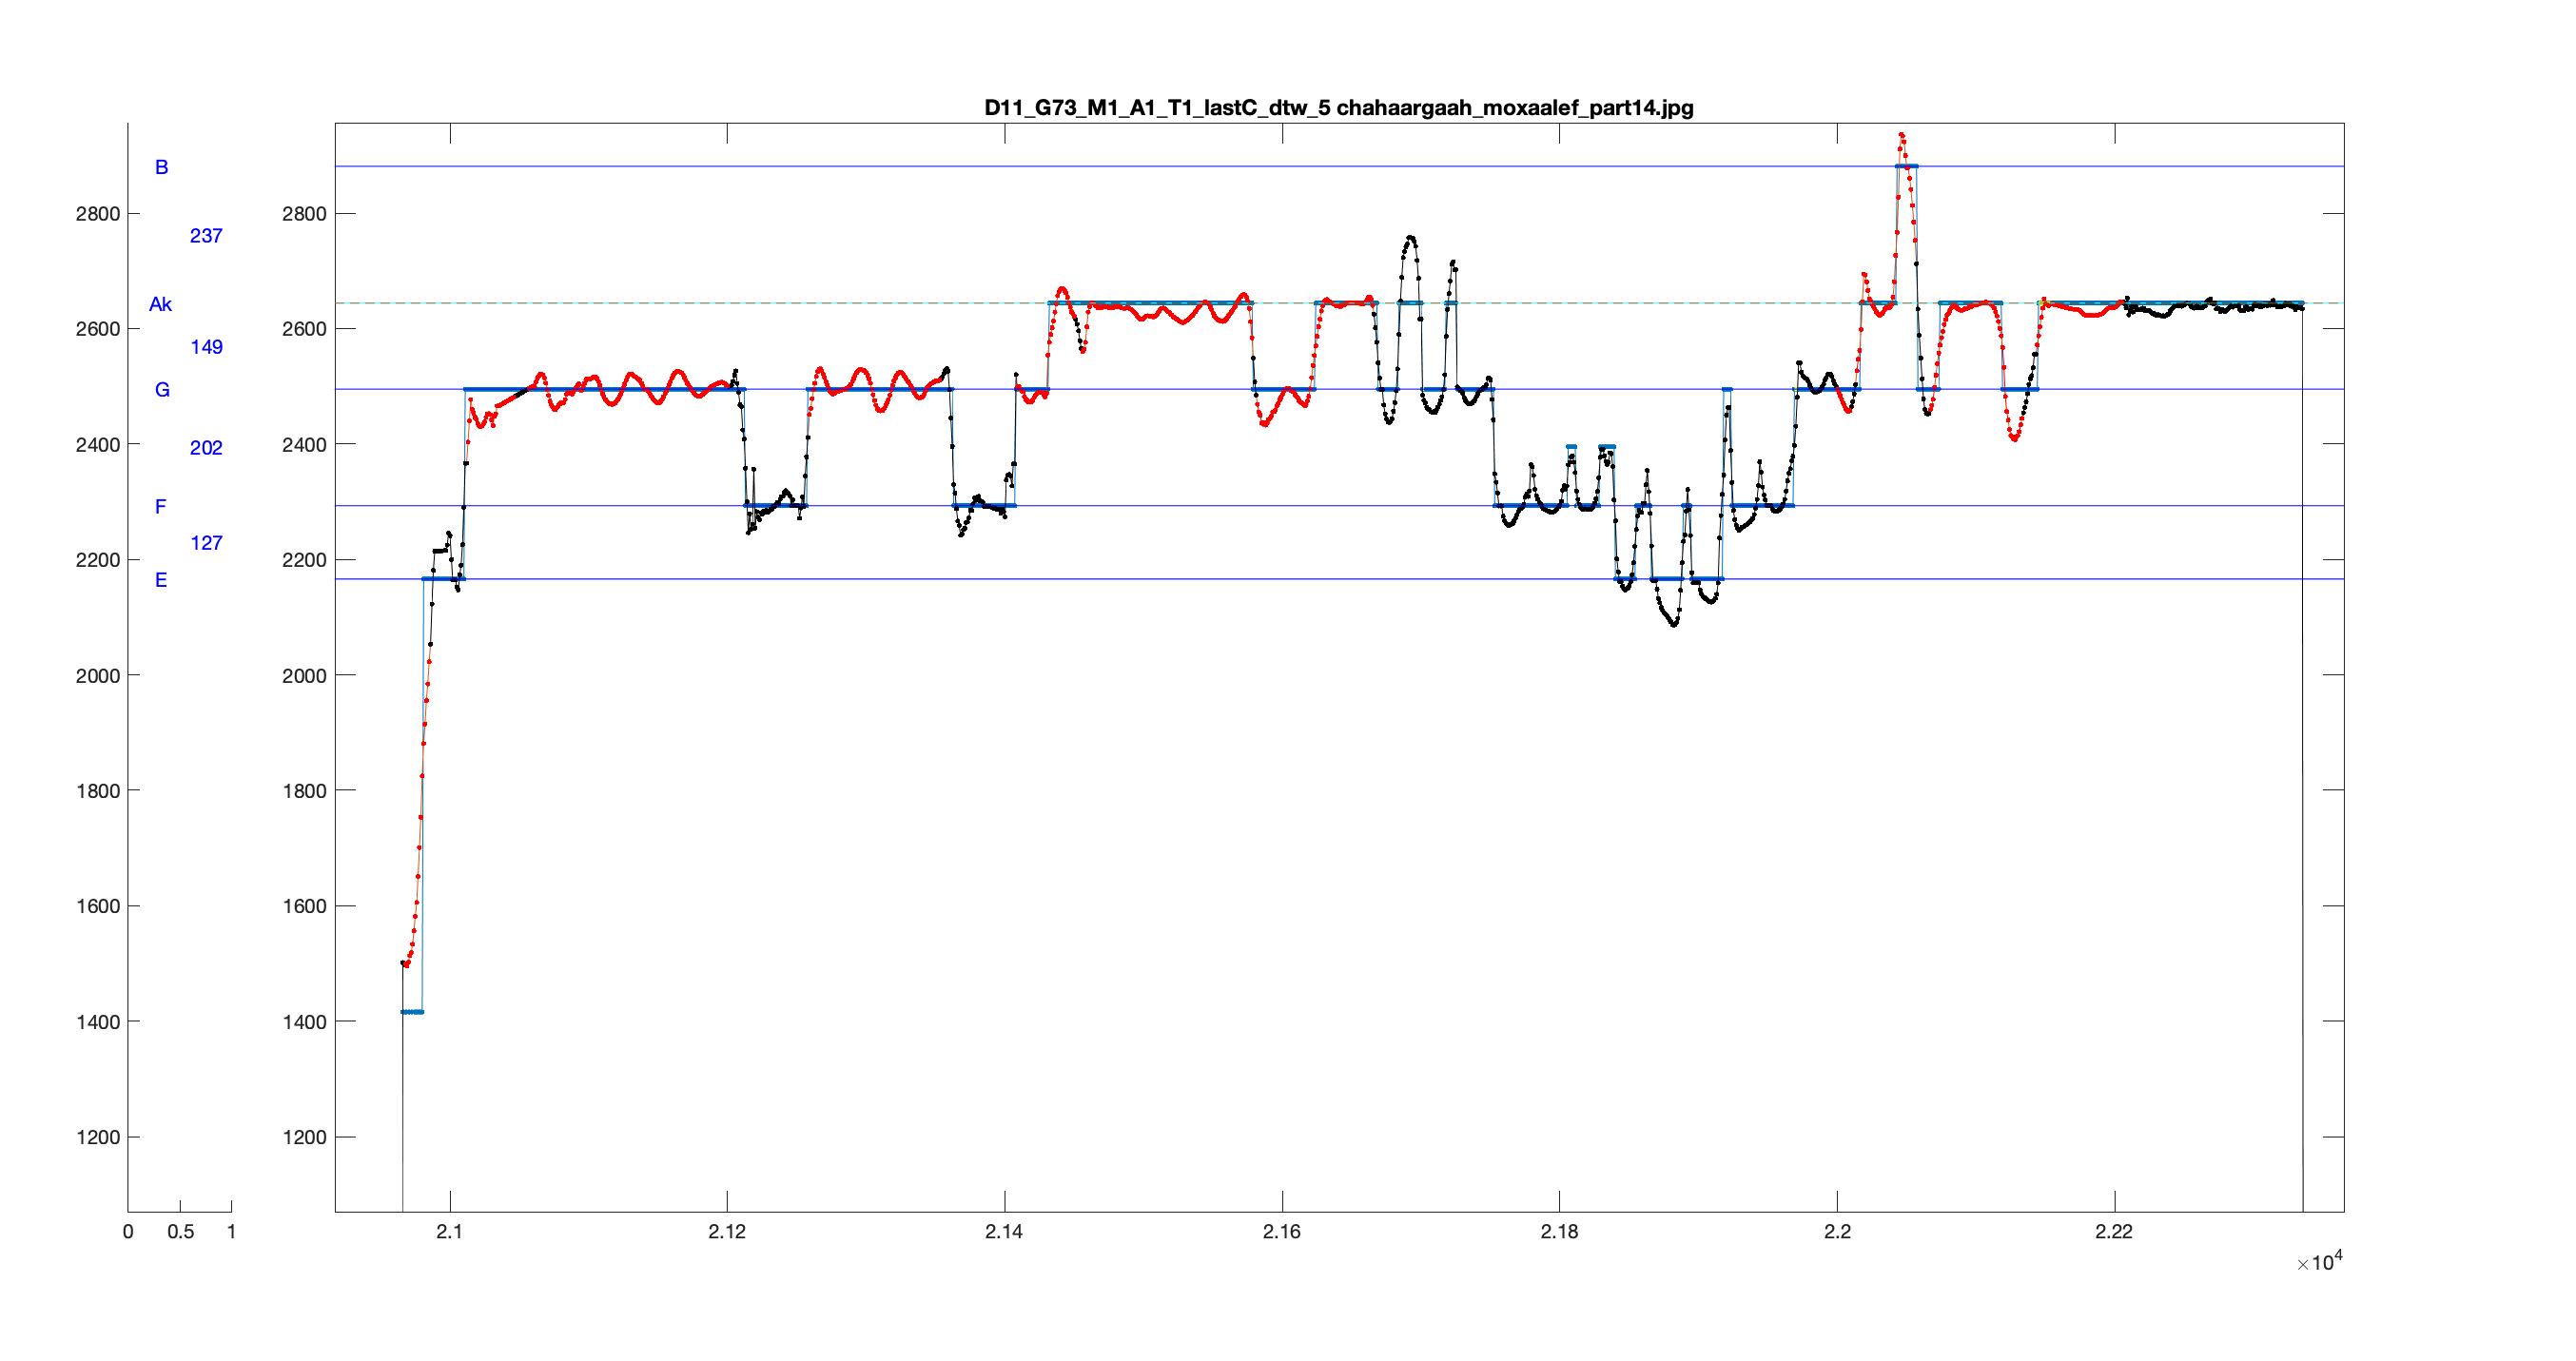 D11_G73_M1_A1_T1_lastC_dtw_5 chahaargaah_moxaalef_part14.jpg
B
2800 2800
237
Ak
2600 2600
149
G
2400 2400
202
F
127
2200 2200
E
2000 2000
1800 1800
1600 1600
1400 1400
1200 1200
0 0.5 1 2.1 2.12 2.14 2.16 2.18 2.2 2.22
×10^4